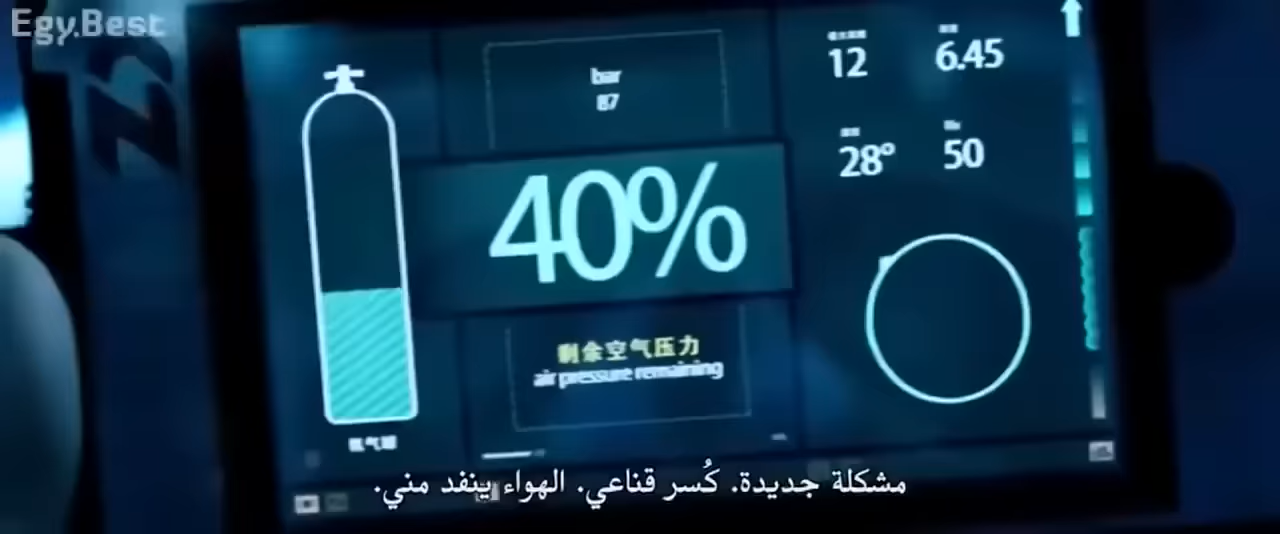 Egy.Best
bar
87
12
6.45
28°
50
40%
剩余空气压力
air pressure remaining
مشكلة جديدة. كُسر قناعي. الهواء ينفد مني.